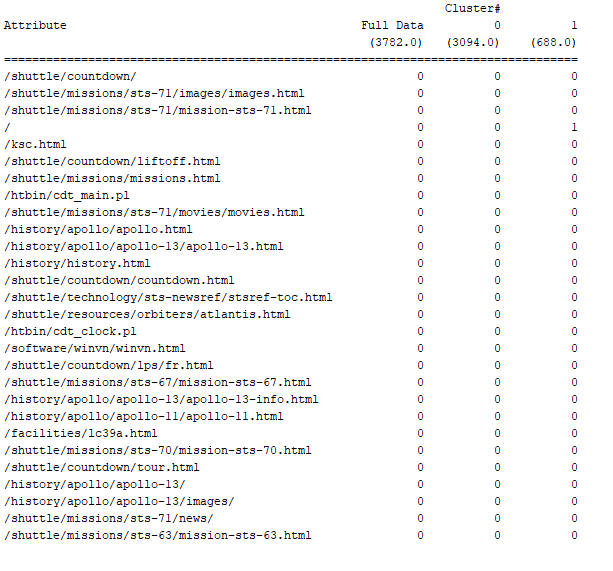 Cluster#
Attribute Full Data 0 1
(3782.0) (3094.0) (688.0)
==================================================================================
/shuttle/countdown/ 0 0 0
/shuttle/missions/sts-71/images/images.html 0 0 0
/shuttle/missions/sts-71/mission-sts-71.html 0 0 0
/ 0 0 1
/ksc.html 0 0 0
/shuttle/countdown/liftoff.html 0 0 0
/shuttle/missions/missions.html 0 0 0
/htbin/cdt_main.pl 0 0 0
/shuttle/missions/sts-71/movies/movies.html 0 0 0
/history/apollo/apollo.html 0 0 0
/history/apollo/apollo-13/apollo-13.html 0 0 0
/history/history.html 0 0 0
/shuttle/countdown/countdown.html 0 0 0
/shuttle/technology/sts-newsref/stsref-toc.html 0 0 0
/shuttle/resources/orbiters/atlantis.html 0 0 0
/htbin/cdt_clock.pl 0 0 0
/software/winvn/winvn.html 0 0 0
/shuttle/countdown/lps/fr.html 0 0 0
/shuttle/missions/sts-67/mission-sts-67.html 0 0 0
/history/apollo/apollo-13/apollo-13-info.html 0 0 0
/history/apollo/apollo-11/apollo-11.html 0 0 0
/facilities/lc39a.html 0 0 0
/shuttle/missions/sts-70/mission-sts-70.html 0 0 0
/shuttle/countdown/tour.html 0 0 0
/history/apollo/apollo-13/ 0 0 0
/history/apollo/apollo-13/images/ 0 0 0
/shuttle/missions/sts-71/news/ 0 0 0
/shuttle/missions/sts-63/mission-sts-63.html 0 0 0